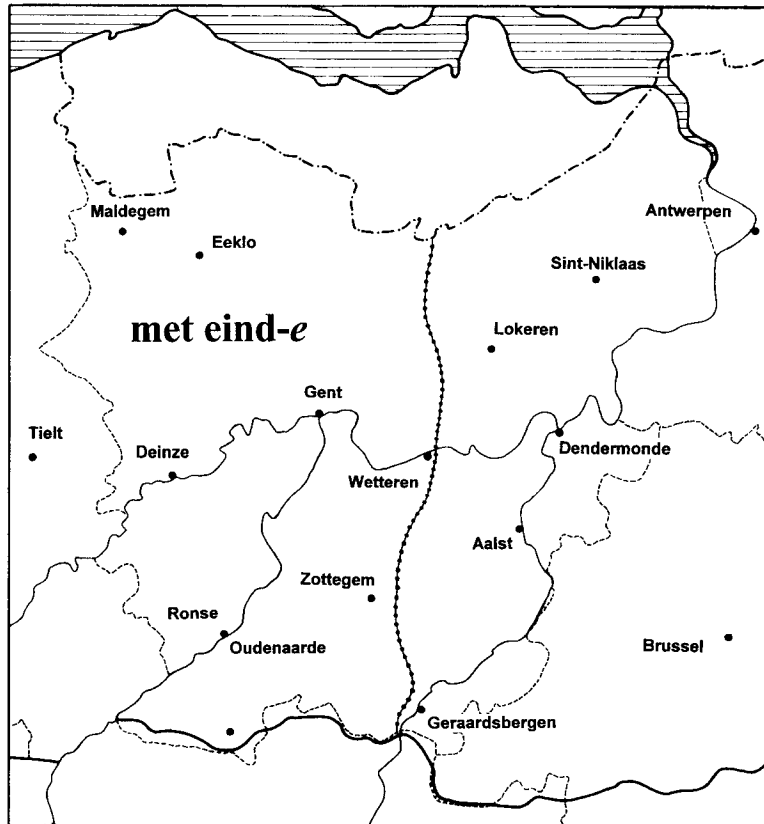 Maldegem
Antwerpen
Eeklo
Sint-Niklaas
met eind-e
Lokeren
Gent
Tielt
Deinze
Dendermonde
Wetteren
Aalst
Zottegem
Ronse
Oudenaarde
Brussel
Geraardsbergen